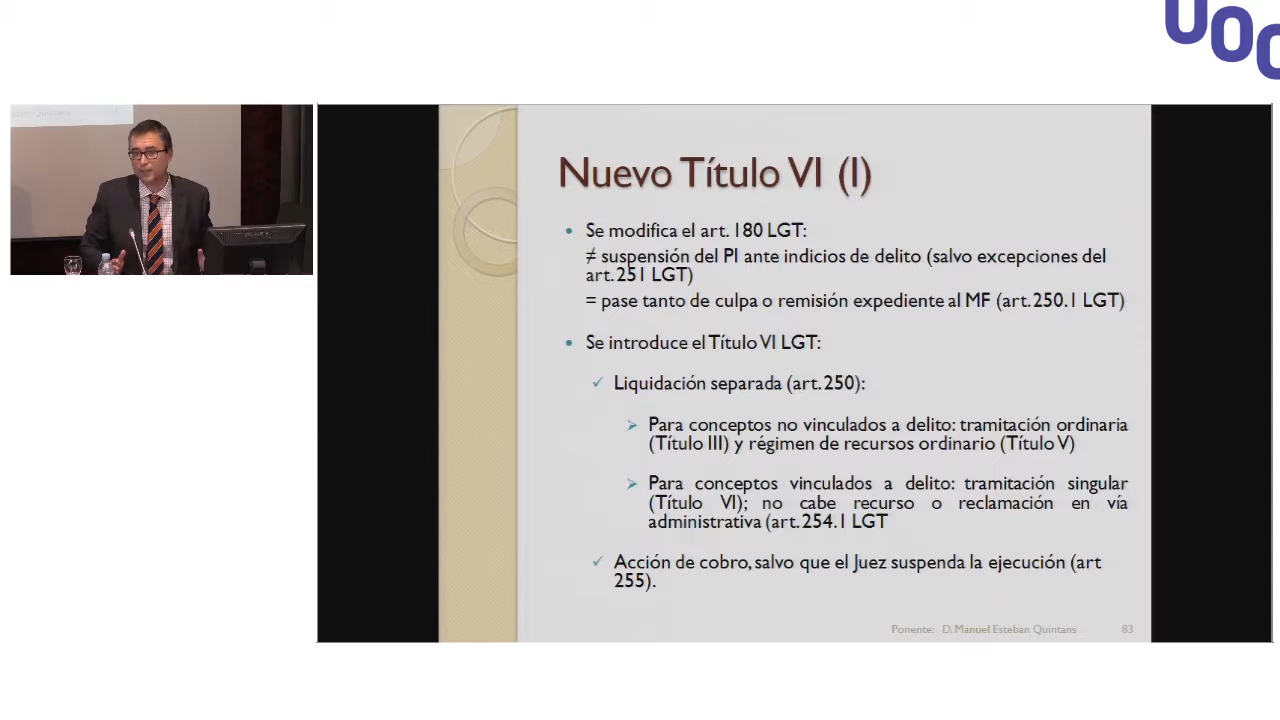 UOC
Nuevo Título VI (I)
• Se modifica el art. 180 LGT:
≠ suspensión del PI ante indicios de delito (salvo excepciones del
art. 251 LGT)
= pase tanto de culpa o remisión expediente al MF (art. 250.1 LGT)
• Se introduce el Título VI LGT:
✓ Liquidación separada (art. 250):
➢ Para conceptos no vinculados a delito: tramitación ordinaria
(Título III) y régimen de recursos ordinario (Título V)
➢ Para conceptos vinculados a delito: tramitación singular
(Título VI); no cabe recurso o reclamación en vía
administrativa (art. 254.1 LGT
✓ Acción de cobro, salvo que el Juez suspenda la ejecución (art
255).
Ponente: D. Manuel Esteban Quintans 83